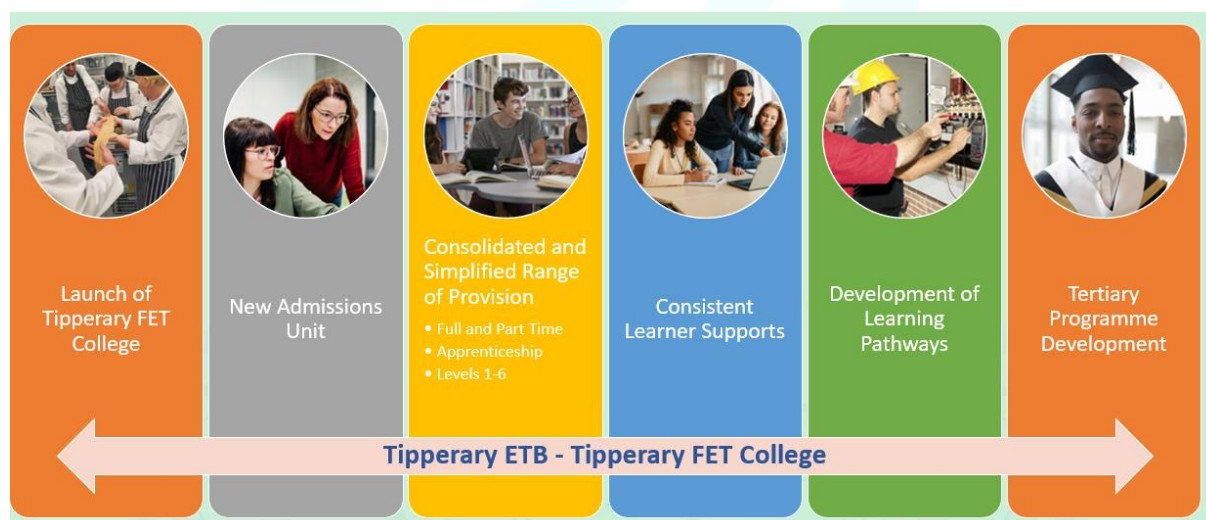 Launch of
Tipperary FET
College
New Admissions
Unit
Consolidated and
Simplified Range
of Provision
• Full and Part Time
• Apprenticeship
• Levels 1-6
Consistent
Learner Supports
Development of
Learning
Pathways
Tertiary
Programme
Development
Tipperary ETB - Tipperary FET College